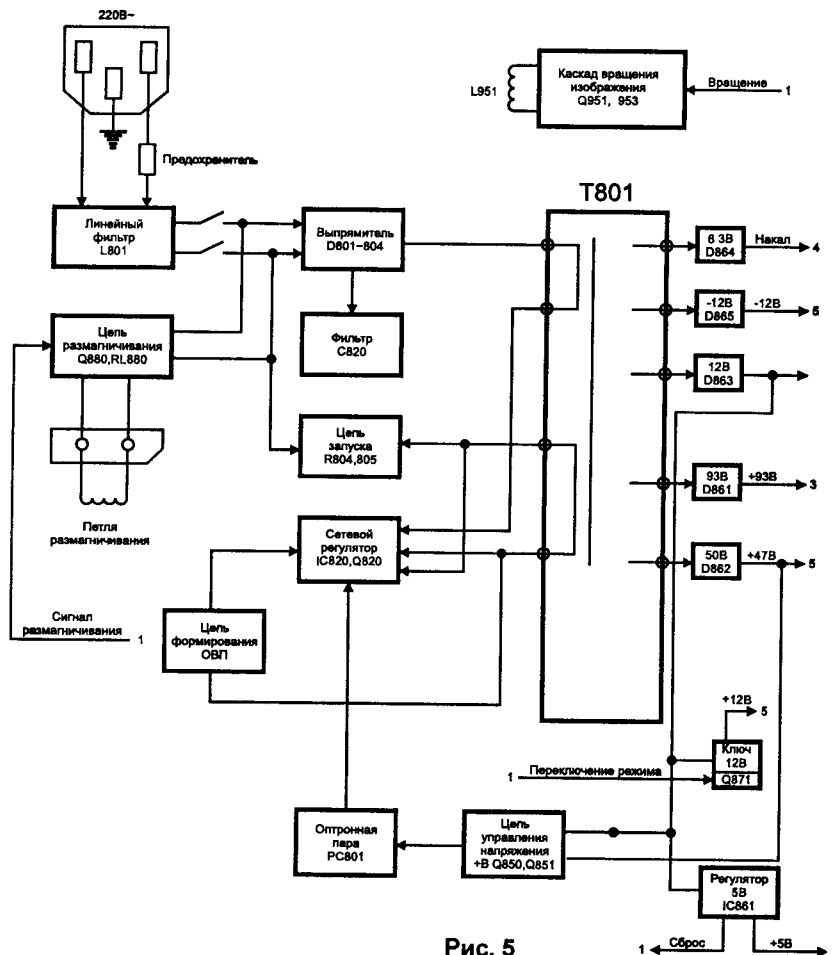 220В~
Каскад вращения
изображения
Q951, 953
L951
Вращение
1
Предохранитель
T801
Линейный
фильтр
L801
Выпрямитель
D801-804
6 3В
D864
Накал
4
-12В
D865
-12В
5
Цепь
размагничивания
Q880,RL880
Фильтр
C820
12В
D863
Цепь
запуска
R804,805
93В
D861
+93В
3
Петля
размагничивания
Сетевой
регулятор
IC820,Q820
50В
D862
+47В
5
Сигнал
размагничивания
1
Цепь
формирования
ОВП
+12В
5
Ключ
12В
Q871
1
Переключение режима
Оптронная
пара
PC801
Цепь
управления
напряжения
+В Q850,Q851
Регулятор
5В
IC861
1
Сброс
+5В
Рис. 5